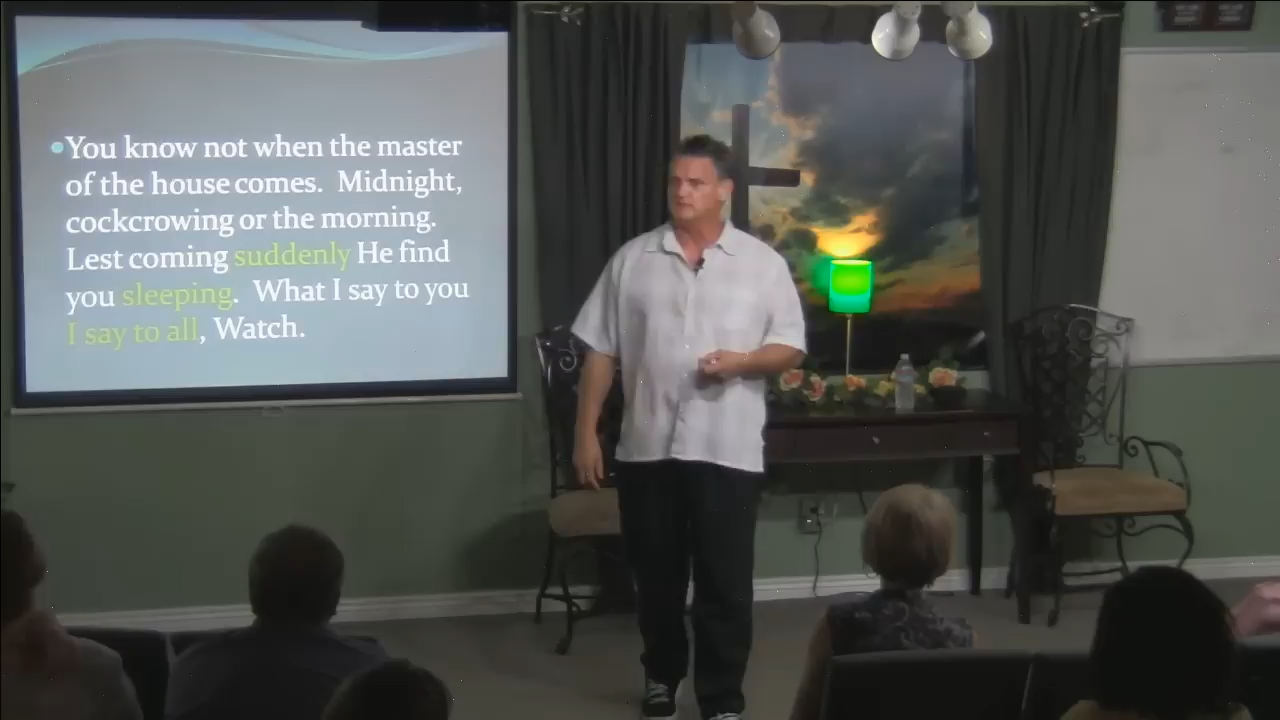 You know not when the master
of the house comes.  Midnight,
cockcrowing or the morning.
Lest coming suddenly He find
you sleeping.  What I say to you
I say to all, Watch.